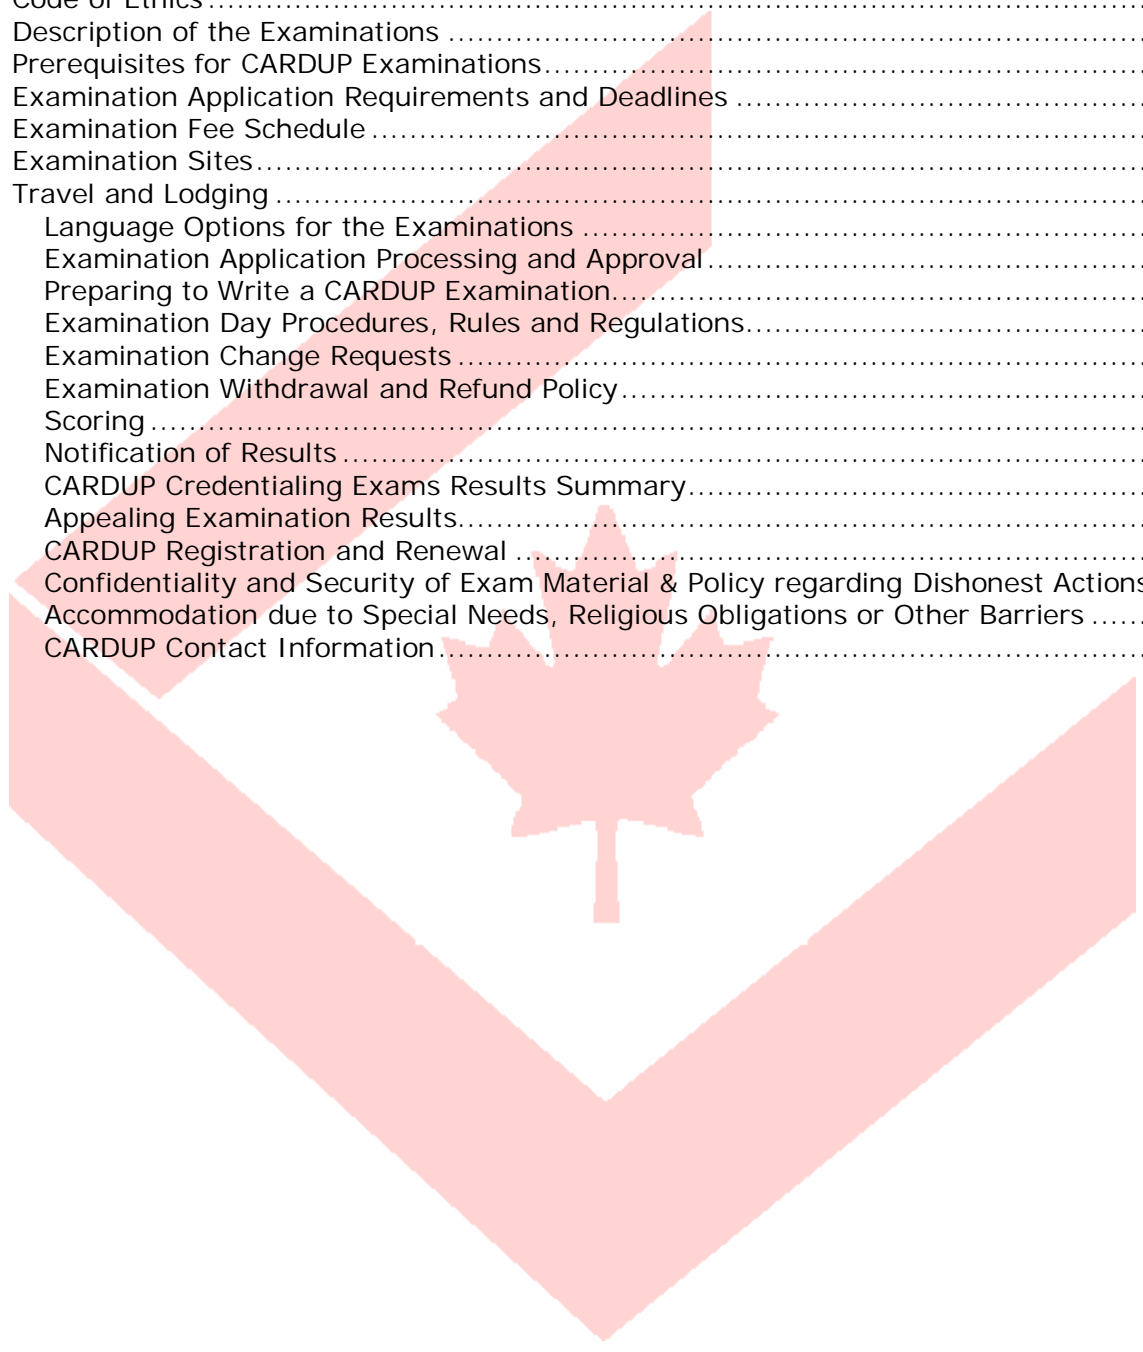 Code of Ethics ................................................................
Description of the Examinations ................................................................
Prerequisites for CARDUP Examinations................................................................
Examination Application Requirements and Deadlines ................................................................
Examination Fee Schedule ................................................................
Examination Sites................................................................
Travel and Lodging ................................................................
Language Options for the Examinations ................................................................
Examination Application Processing and Approval ................................................................
Preparing to Write a CARDUP Examination................................................................
Examination Day Procedures, Rules and Regulations................................................................
Examination Change Requests ................................................................
Examination Withdrawal and Refund Policy ................................................................
Scoring ................................................................
Notification of Results ................................................................
CARDUP Credentialing Exams Results Summary................................................................
Appealing Examination Results................................................................
CARDUP Registration and Renewal ................................................................
Confidentiality and Security of Exam Material & Policy regarding Dishonest Actions
Accommodation due to Special Needs, Religious Obligations or Other Barriers ......
CARDUP Contact Information ................................................................